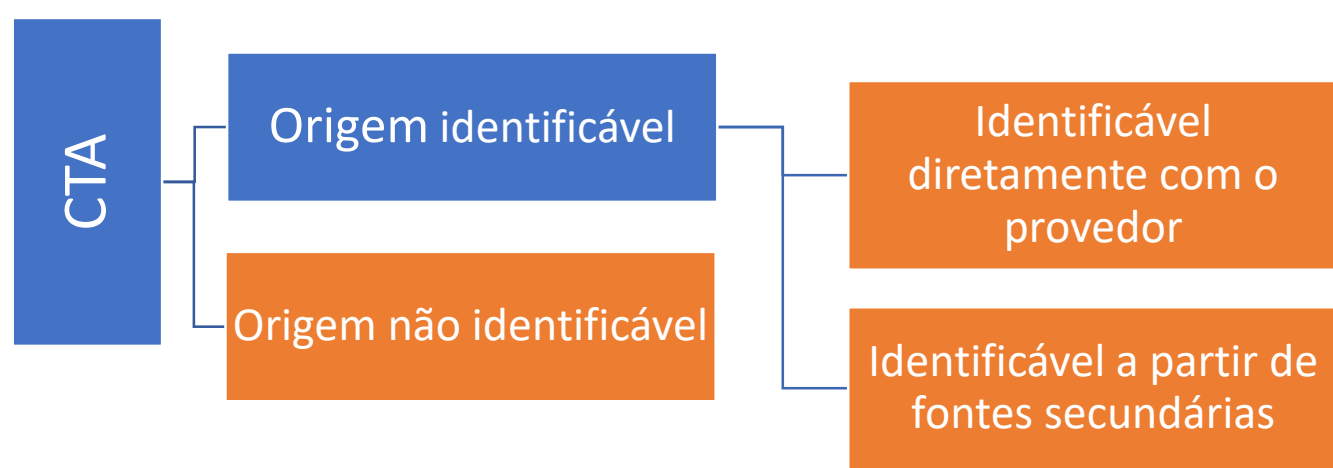 CTA
Origem identificável
Origem não identificável
Identificável
diretamente com o
provedor
Identificável a partir de
fontes secundárias